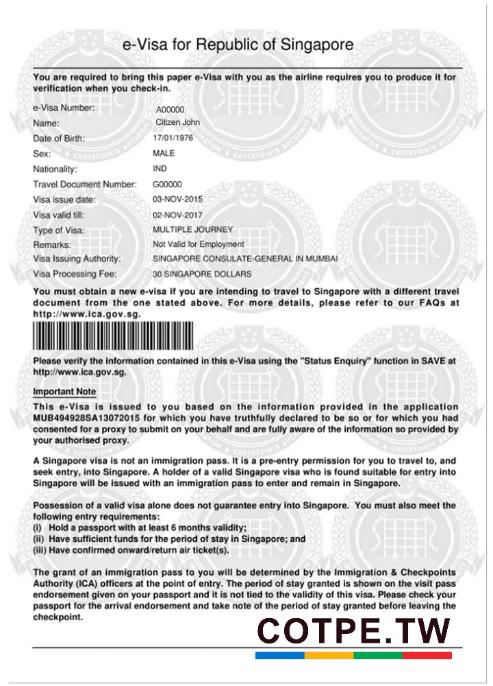 e-Visa for Republic of Singapore
You are required to bring this paper e-Visa with you as the airline requires you to produce it for
verification when you check-in.
e-Visa Number: A00000
Name: Citizen John
Date of Birth: 17/01/1976
Sex: MALE
Nationality: IND
Travel Document Number: G00000
Visa issue date: 03-NOV-2015
Visa valid till: 02-NOV-2017
Type of Visa: MULTIPLE JOURNEY
Remarks: Not Valid for Employment
Visa Issuing Authority: SINGAPORE CONSULATE-GENERAL IN MUMBAI
Visa Processing Fee: 30 SINGAPORE DOLLARS
You must obtain a new e-visa if you are intending to travel to Singapore with a different travel
document from the one stated above. For more details, please refer to our FAQs at
http://www.ica.gov.sg.
Please verify the information contained in this e-Visa using the "Status Enquiry" function in SAVE at
http://www.ica.gov.sg.
Important Note
This e-Visa is issued to you based on the information provided in the application
MUB494928SA13072015 for which you have truthfully declared to be so or for which you had
consented for a proxy to submit on your behalf and are fully aware of the information so provided by
your authorised proxy.
A Singapore visa is not an immigration pass. It is a pre-entry permission for you to travel to, and
seek entry, into Singapore. A holder of a valid Singapore visa who is found suitable for entry into
Singapore will be issued with an immigration pass to enter and remain in Singapore.
Possession of a valid visa alone does not guarantee entry into Singapore. You must also meet the
following entry requirements:
(i) Hold a passport with at least 6 months validity;
(ii) Have sufficient funds for the period of stay in Singapore; and
(iii) Have confirmed onward/return air ticket(s).
The grant of an immigration pass to you will be determined by the Immigration & Checkpoints
Authority (ICA) officers at the point of entry. The period of stay granted is shown on the visit pass
endorsement given on your passport and it is not tied to the validity of this visa. Please check your
passport for the arrival endorsement and take note of the period of stay granted before leaving the
checkpoint.
COTPE.TW